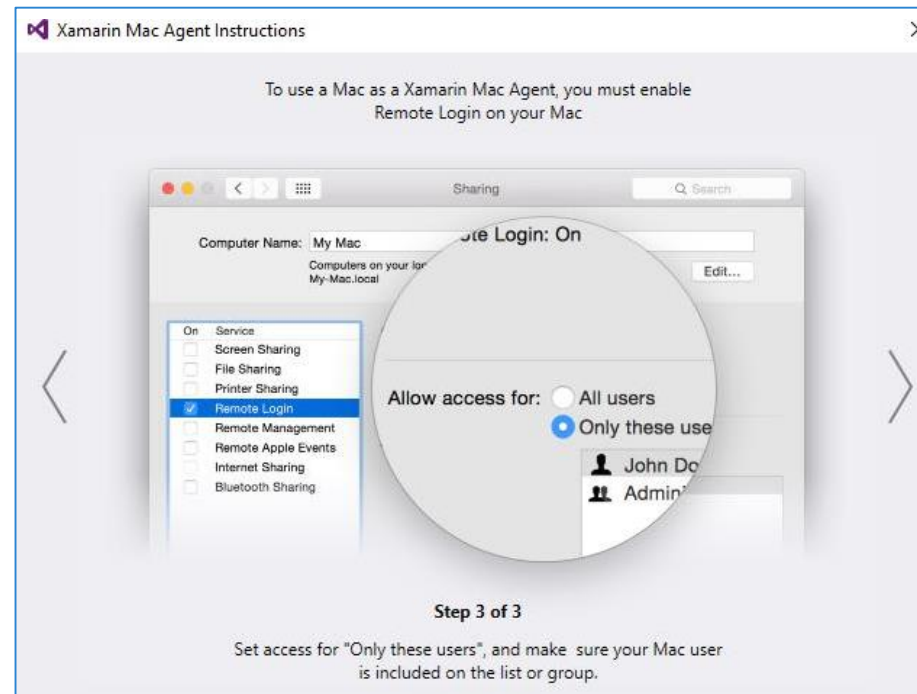 Xamarin Mac Agent Instructions
To use a Mac as a Xamarin Mac Agent, you must enable
Remote Login on your Mac
Sharing
Search
Computer Name: My Mac
Computers on your
My-Mac.local
Edit...
Login: On
On Service
Screen Sharing
File Sharing
Printer Sharing
Remote Login
Remote Management
Remote Apple Events
Internet Sharing
Bluetooth Sharing
Allow access for: All users
Only these use
John Do
Admini
Step 3 of 3
Set access for "Only these users", and make sure your Mac user
is included on the list or group.